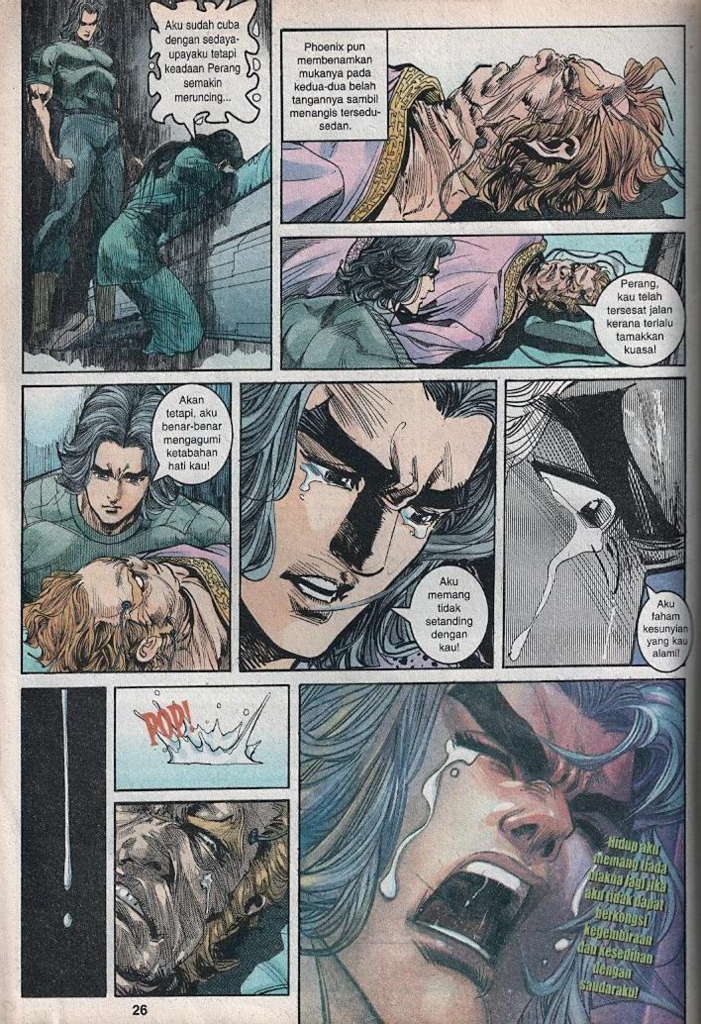 Aku sudah cuba
dengan sedaya-
upayaku tetapi
keadaan Perang
semakin
meruncing...
Phoenix pun
membenamkan
mukanya pada
kedua-dua belah
tangannya sambil
menangis tersedu-
sedan.
Perang,
kau telah
tersesat jalan
kerana terlalu
tamakkan
kuasa!
Akan
tetapi, aku
benar-benar
mengagumi
ketabahan
hati kau!
Aku
memang
tidak
setanding
dengan
kau!
Aku
faham
kesunyian
yang kau
alami!
POP!
Hidup aku
memang tiada
makna lagi jika
aku tidak dapat
berkongsi
kegembiraan
dan kesedihan
dengan
saudaraku!
26